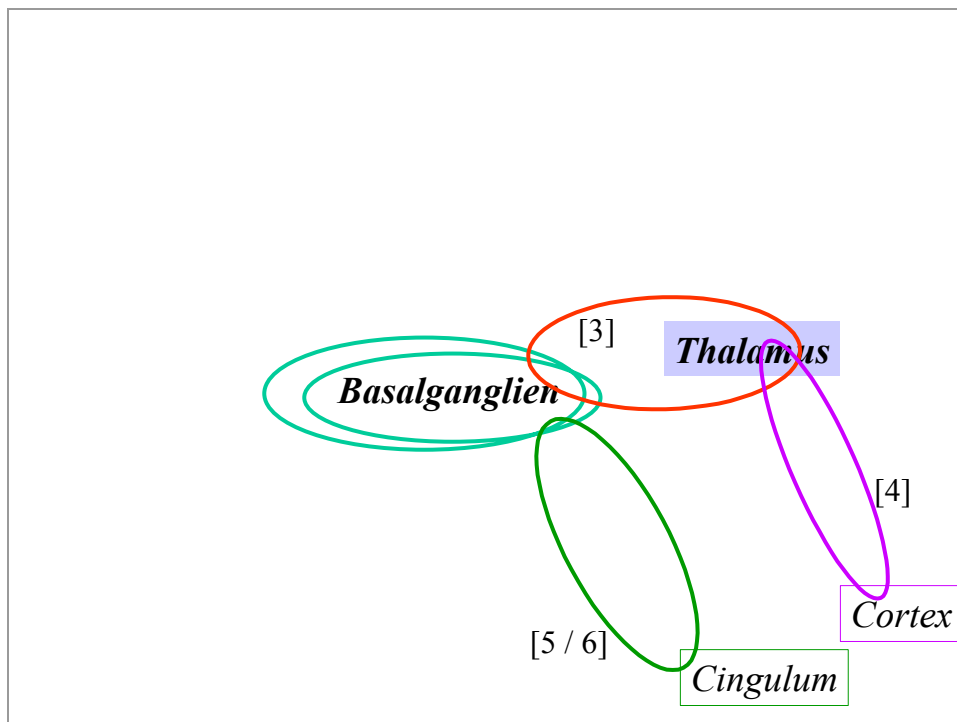 [3]
Thalamus
Basalganglien
[4]
Cortex
[5 / 6]
Cingulum